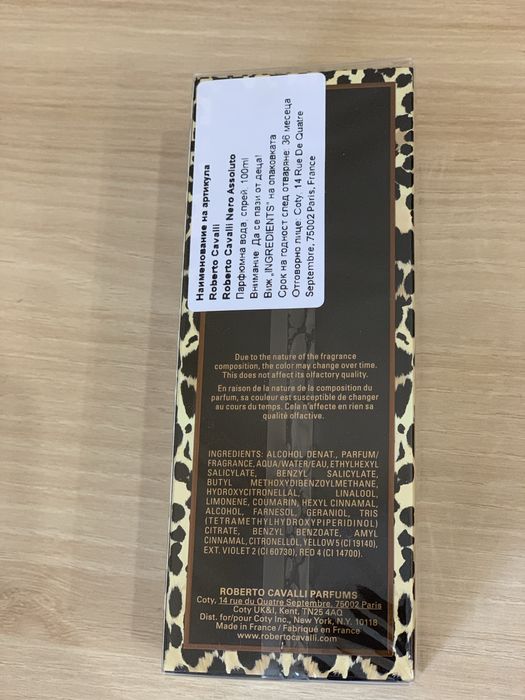 Наименование на артикула
Roberto Cavalli
Roberto Cavalli Nero Assoluto
Парфюмна вода, спрей, 100ml
Внимание: Да се пази от деца!
Виж „INGREDIENTS" на опаковката
Срок на годност след отваряне: 36 месеца
Отговорно лице: Coty, 14 Rue De Quatre
Septembre, 75002 Paris, France
Due to the nature of the fragrance
composition, the color may change over time.
This does not affect its olfactory quality.
En raison de la nature de la composition du
parfum, sa couleur est susceptible de changer
au cours du temps. Cela n'affecte en rien sa
qualité olfactive.
INGREDIENTS: ALCOHOL DENAT., PARFUM/
FRAGRANCE, AQUA/WATER/EAU, ETHYLHEXYL
SALICYLATE, BENZYL SALICYLATE,
BUTYL METHOXYDIBENZOYLMETHANE,
HYDROXYCITRONELLAL, LINALOOL,
LIMONENE, COUMARIN, HEXYL CINNAMAL,
ALCOHOL, FARNESOL, GERANIOL, TRIS
(TETRAMETHYLHYDROXYPIPERIDINOL)
CITRATE, BENZYL BENZOATE, AMYL
CINNAMAL, CITRONELLOL, YELLOW 5 (CI 19140),
EXT. VIOLET 2 (CI 60730), RED 4 (CI 14700).
ROBERTO CAVALLI PARFUMS
Coty, 14 rue du Quatre Septembre, 75002 Paris
Coty UK&I, Kent, TN25 4AQ
Dist. for/pour Coty Inc., New York, N.Y. 10118
Made in France / Fabriqué en France
www.robertocavalli.com